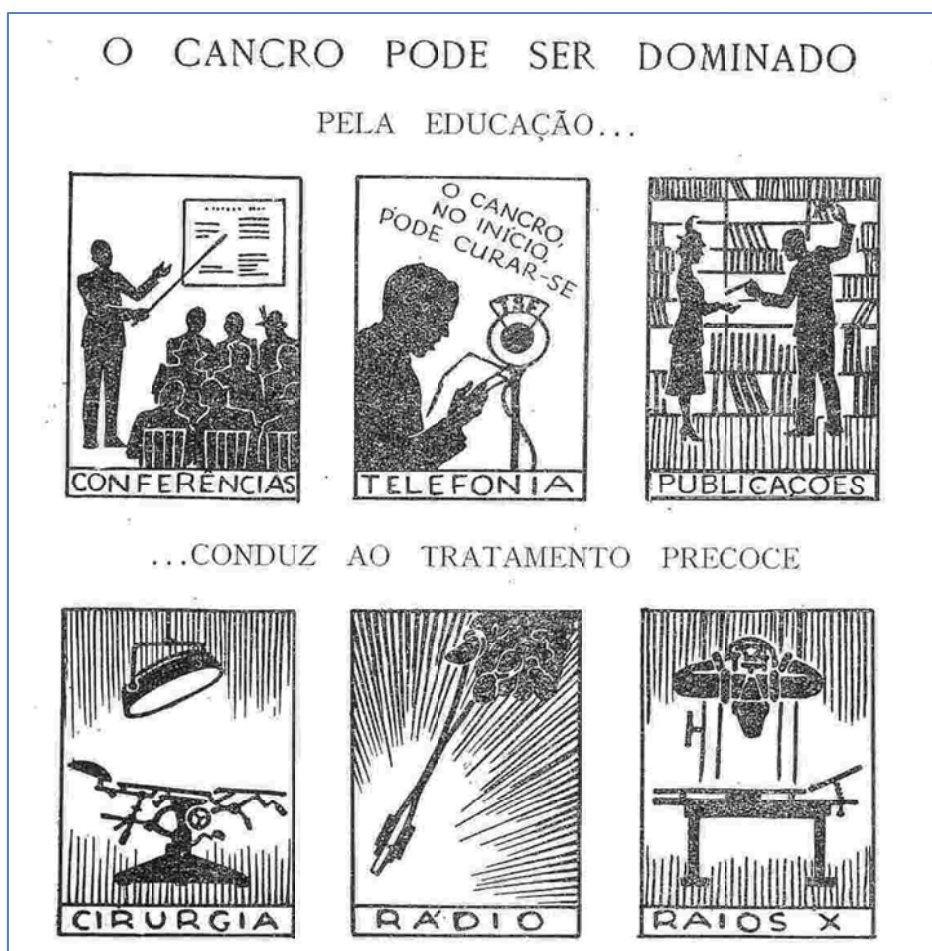 O CANCRO PODE SER DOMINADO
PELA EDUCAÇÃO...
O CANCRO,
NO INÍCIO,
PODE CURAR-SE
T.S.F.
CONFERÊNCIAS
TELEFONIA
PUBLICAÇÕES
...CONDUZ AO TRATAMENTO PRECOCE
CIRURGIA
RÁDIO
RAIOS X